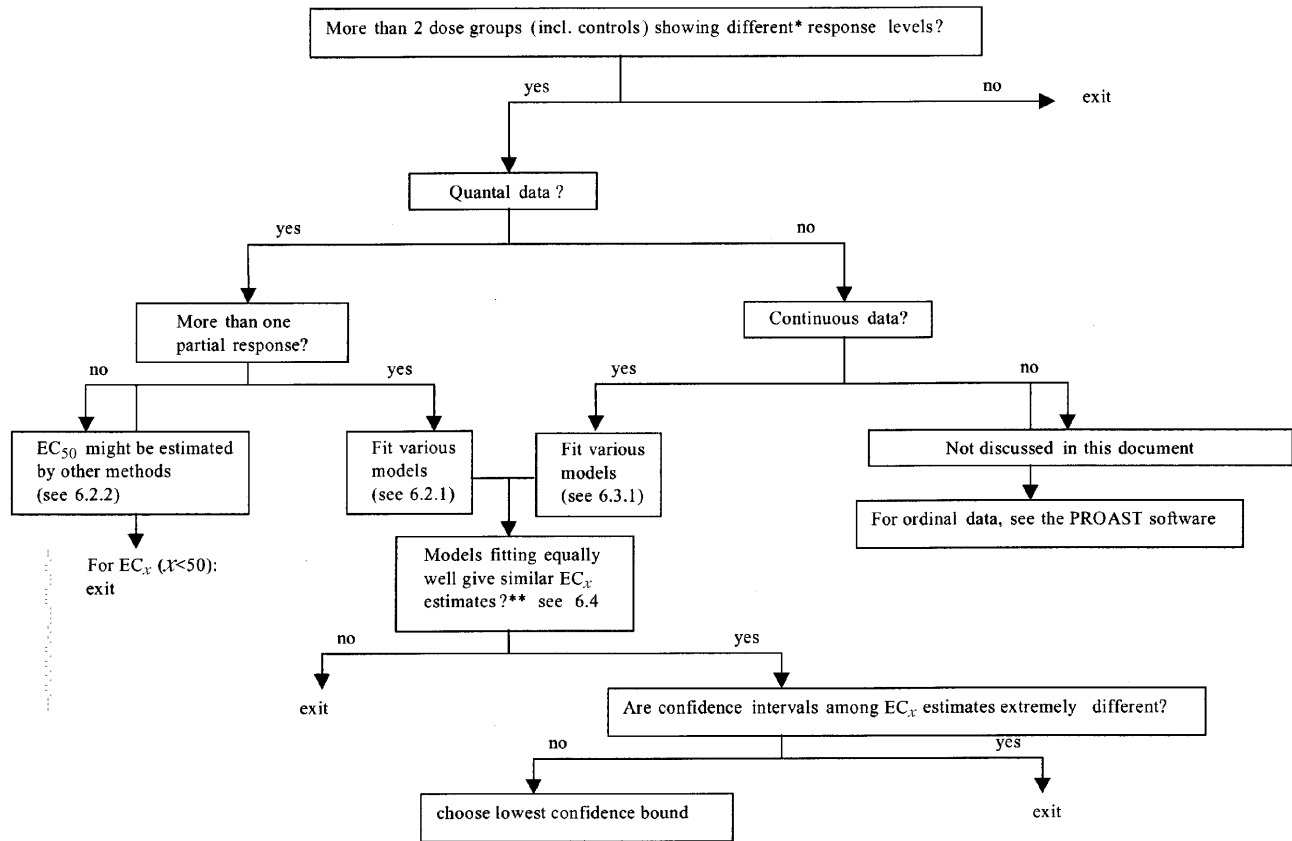 More than 2 dose groups (incl. controls) showing different* response levels?
yes
no
exit
Quantal data ?
yes
no
More than one
partial response?
Continuous data?
no
yes
yes
no
EC50 might be estimated
by other methods
(see 6.2.2)
Fit various
models
(see 6.2.1)
Fit various
models
(see 6.3.1)
Not discussed in this document
For ordinal data, see the PROAST software
For ECx (x<50):
exit
Models fitting equally
well give similar ECx
estimates?** see 6.4
no
yes
exit
Are confidence intervals among ECx estimates extremely different?
no
yes
choose lowest confidence bound
exit